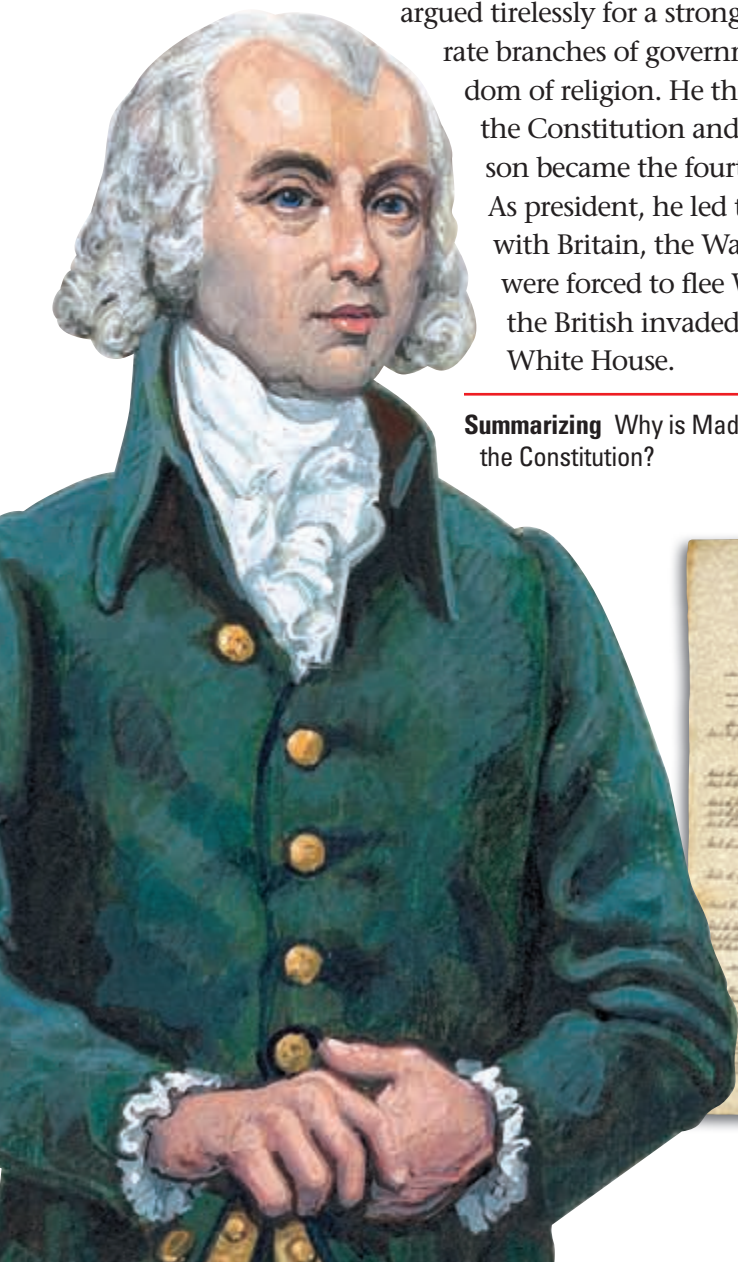 argued tirelessly for a strong
rate branches of governm
dom of religion. He th
the Constitution and
son became the fourt
As president, he led t
with Britain, the Wa
were forced to flee W
the British invaded
White House.
Summarizing Why is Mad
the Constitution?